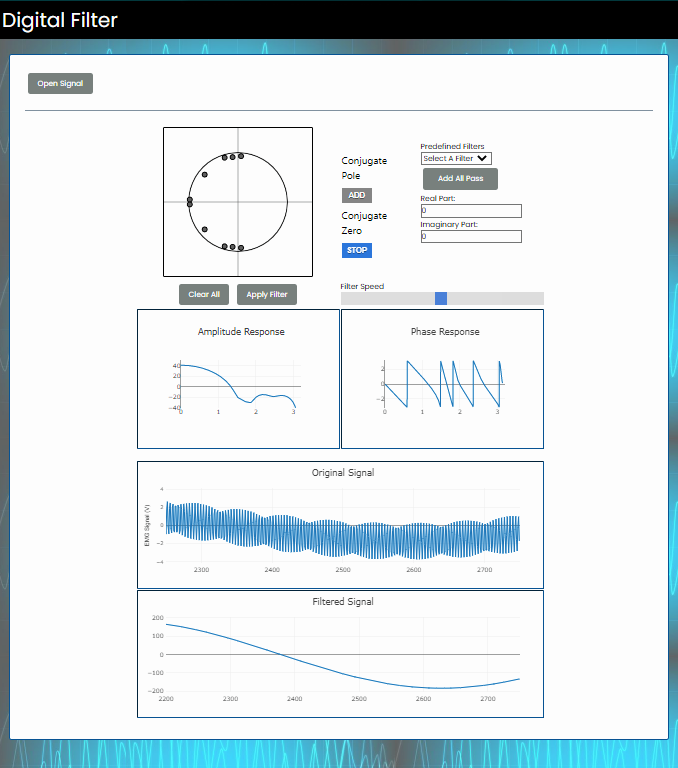 Digital Filter
Open Signal
Conjugate
Pole
ADD
Conjugate
Zero
STOP
Predefined Filters
Select A Filter
Add All Pass
Real Part:
0
Imaginary Part:
0
Clear All
Apply Filter
Filter Speed
Amplitude Response
40
20
0
−20
−40
0 1 2 3
Phase Response
2
0
−2
0 1 2 3
Original Signal
EMG Signal (V)
4
2
0
−2
−4
2300 2400 2500 2600 2700
Filtered Signal
200
100
0
−100
−200
2200 2300 2400 2500 2600 2700